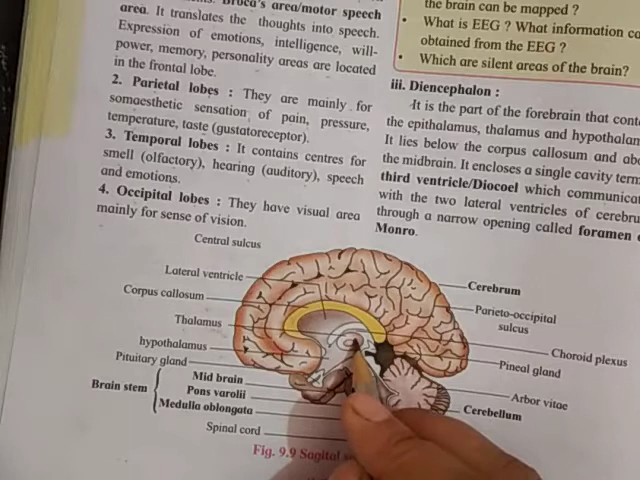 Broca's area/motor speech
area. It translates the thoughts into speech.
Expression of emotions, intelligence, will-
power, memory, personality areas are located
in the frontal lobe.
2. Parietal lobes : They are mainly for
somaesthetic sensation of pain, pressure,
temperature, taste (gustatoreceptor).
3. Temporal lobes : It contains centres for
smell (olfactory), hearing (auditory), speech
and emotions.
4. Occipital lobes : They have visual area
mainly for sense of vision.
the brain can be mapped ?
• What is EEG ? What information ca
obtained from the EEG ?
• Which are silent areas of the brain?
iii. Diencephalon :
It is the part of the forebrain that cont
the epithalamus, thalamus and hypothalam
It lies below the corpus callosum and abo
the midbrain. It encloses a single cavity term
third ventricle/Diocoel which communica
with the two lateral ventricles of cerebru
through a narrow opening called foramen
Monro.
Central sulcus
Lateral ventricle
Corpus callosum
Thalamus
hypothalamus
Pituitary gland
Brain stem
Mid brain
Pons varolii
Medulla oblongata
Spinal cord
Cerebrum
Parieto-occipital
sulcus
Choroid plexus
Pineal gland
Arbor vitae
Cerebellum
Fig. 9.9 Sagital